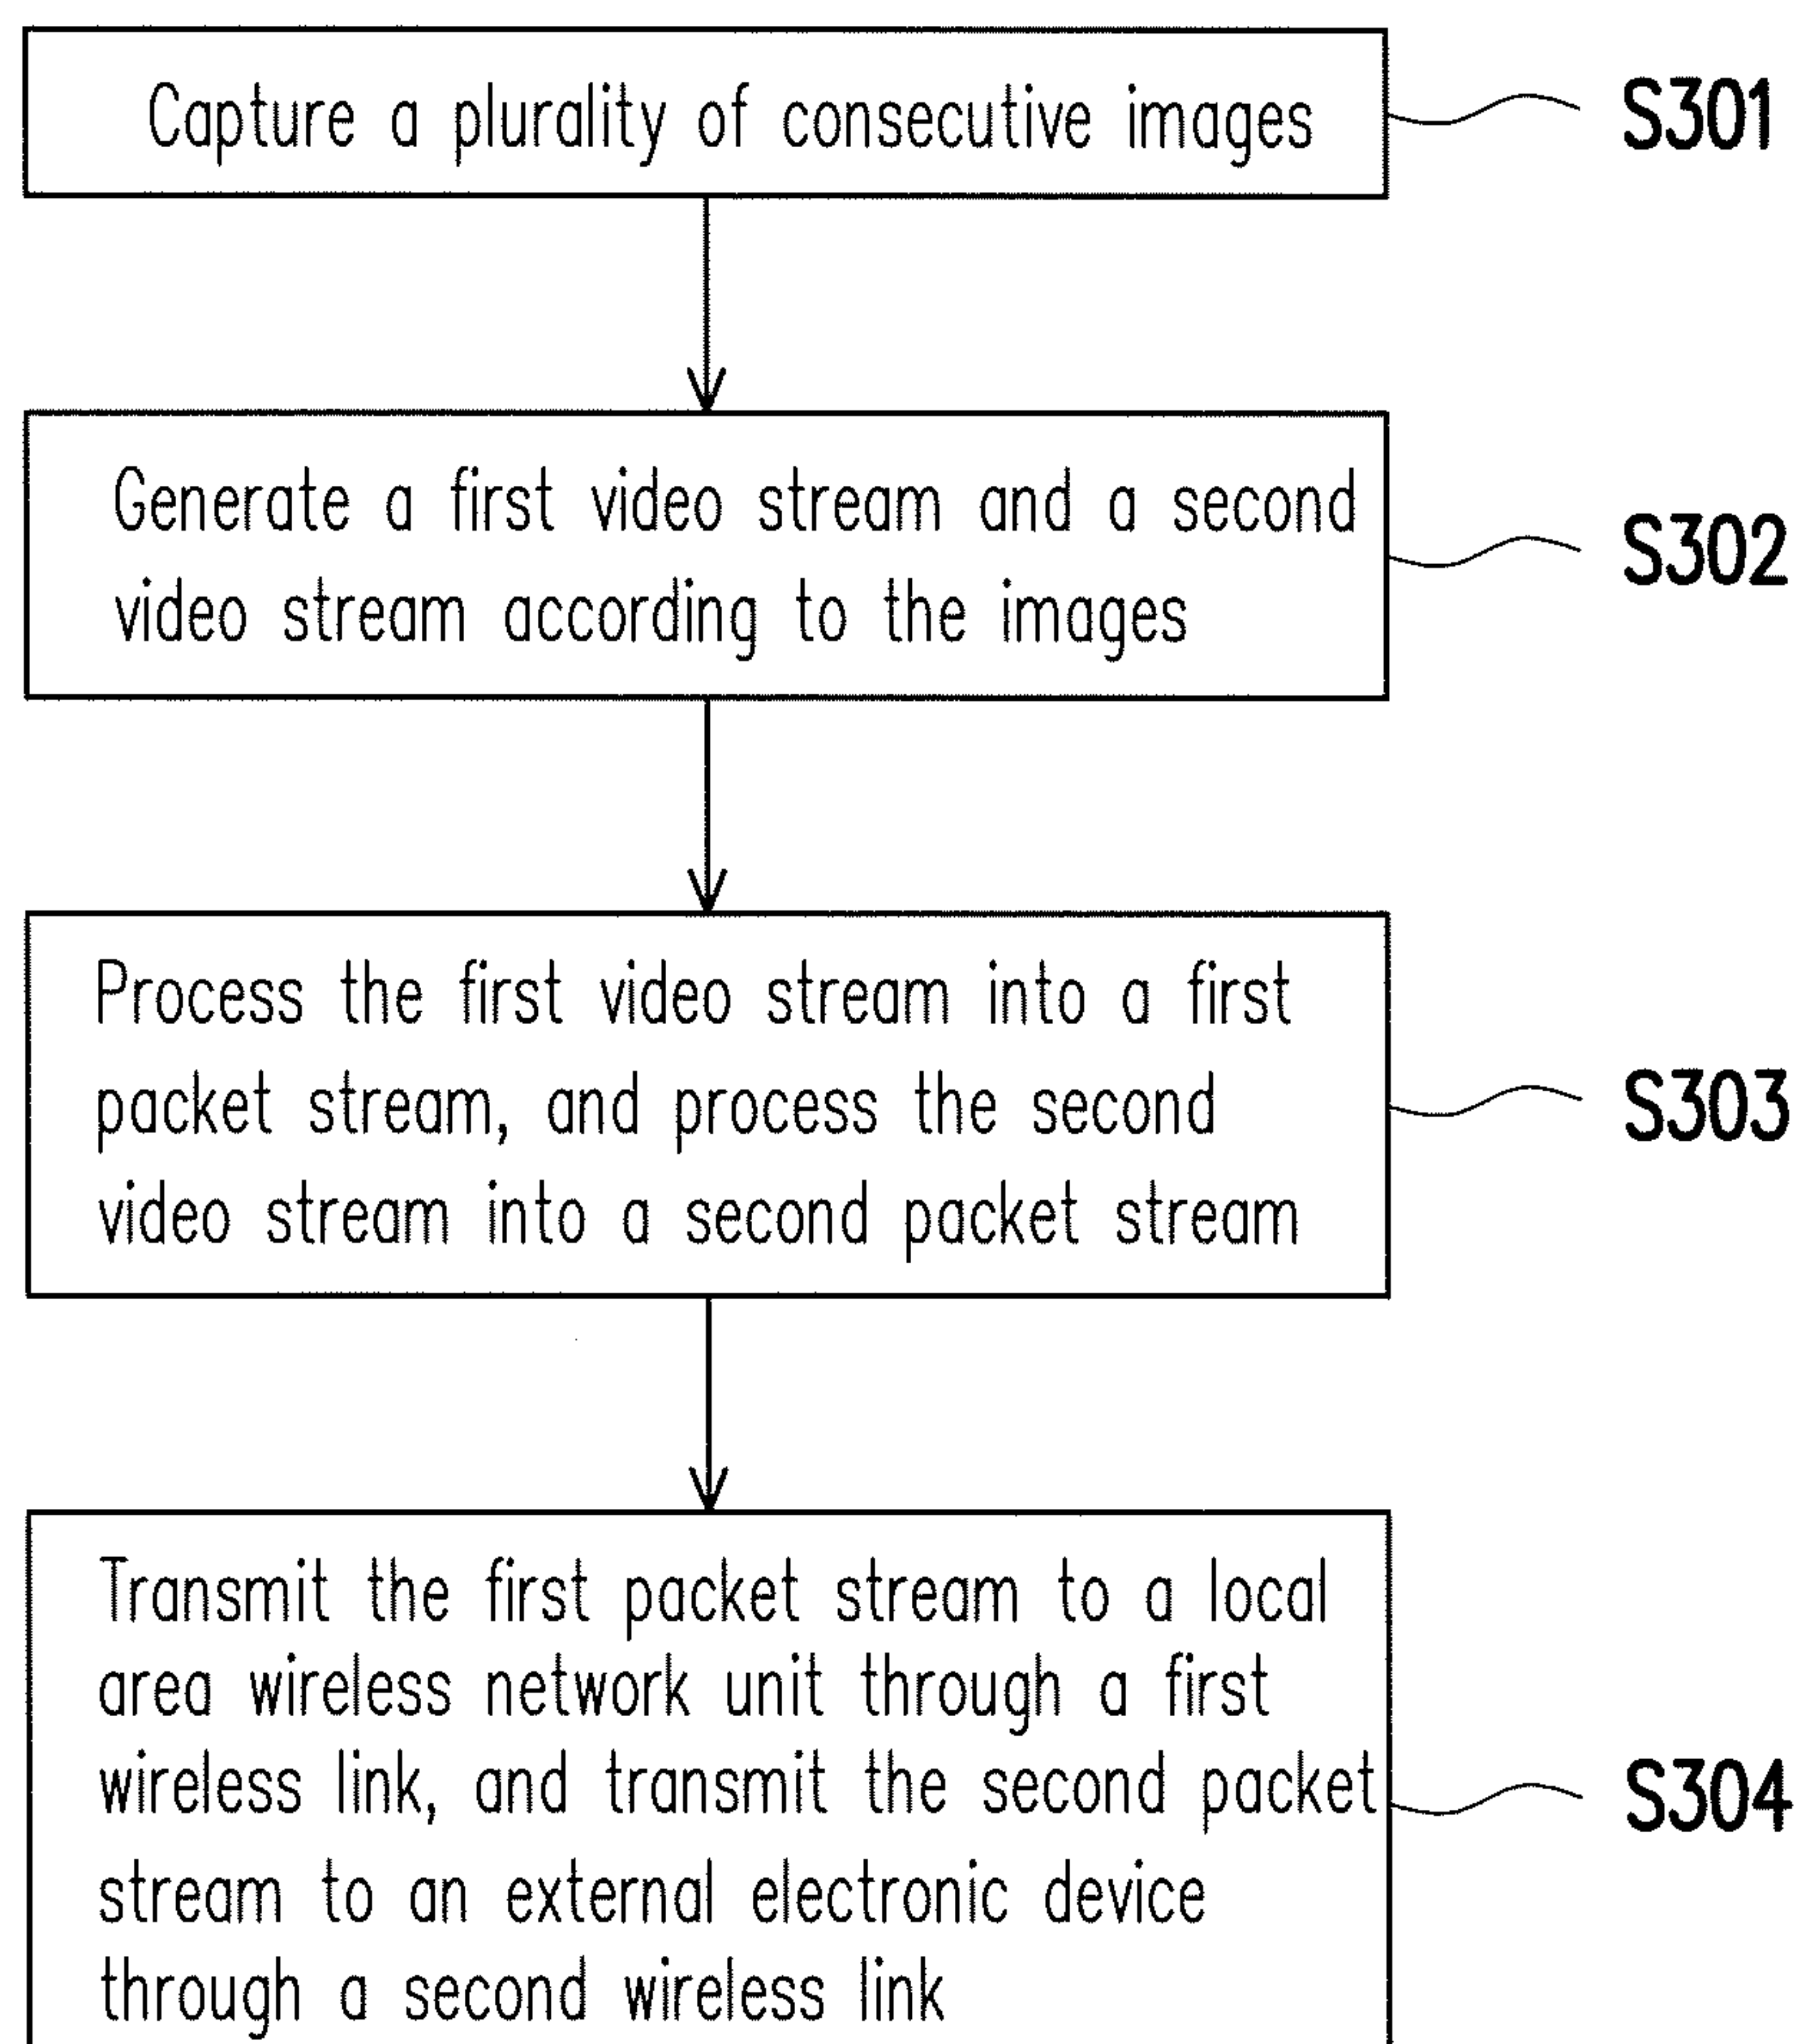 Capture a plurality of consecutive images
S301
Generate a first video stream and a second
video stream according to the images
S302
Process the first video stream into a first
packet stream, and process the second
video stream into a second packet stream
S303
Transmit the first packet stream to a local
area wireless network unit through a first
wireless link, and transmit the second packet
stream to an external electronic device
through a second wireless link
S304